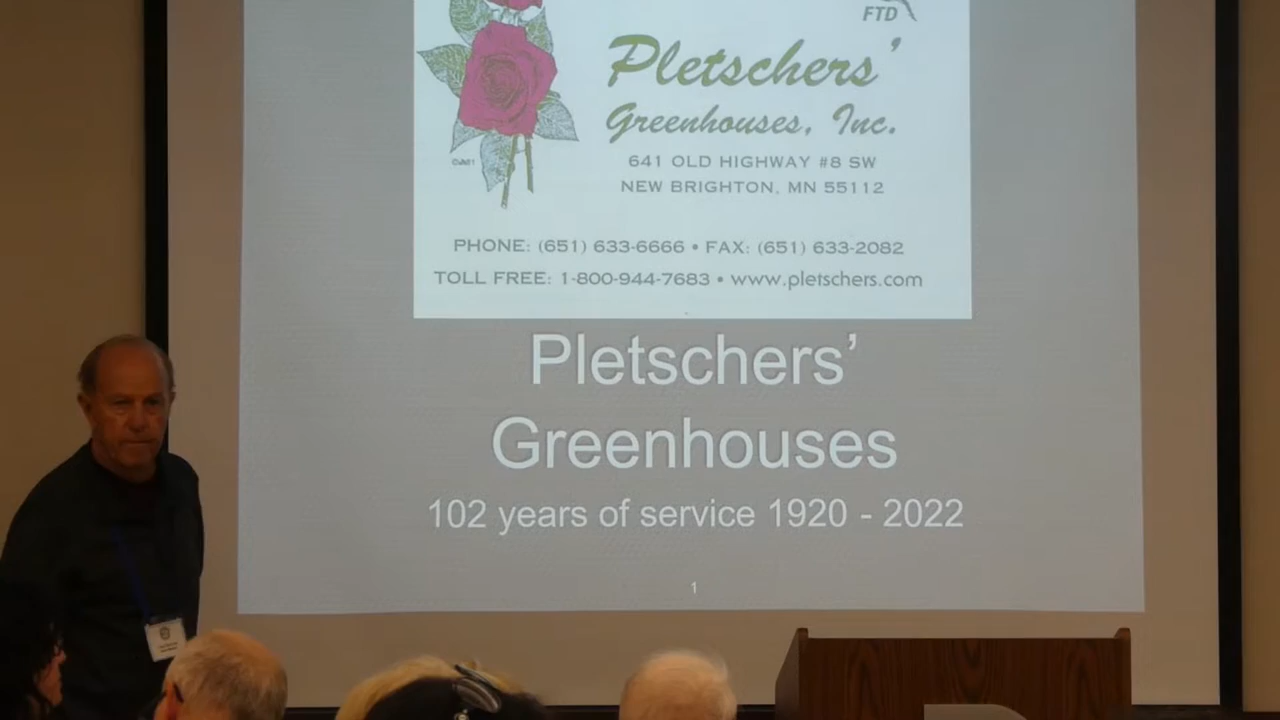 FTD
Pletschers'
Greenhouses, Inc.
641 OLD HIGHWAY #8 SW
NEW BRIGHTON, MN 55112
PHONE: (651) 633-6666 • FAX: (651) 633-2082
TOLL FREE: 1-800-944-7683 • www.pletschers.com
Pletschers’
Greenhouses
102 years of service 1920 - 2022
1